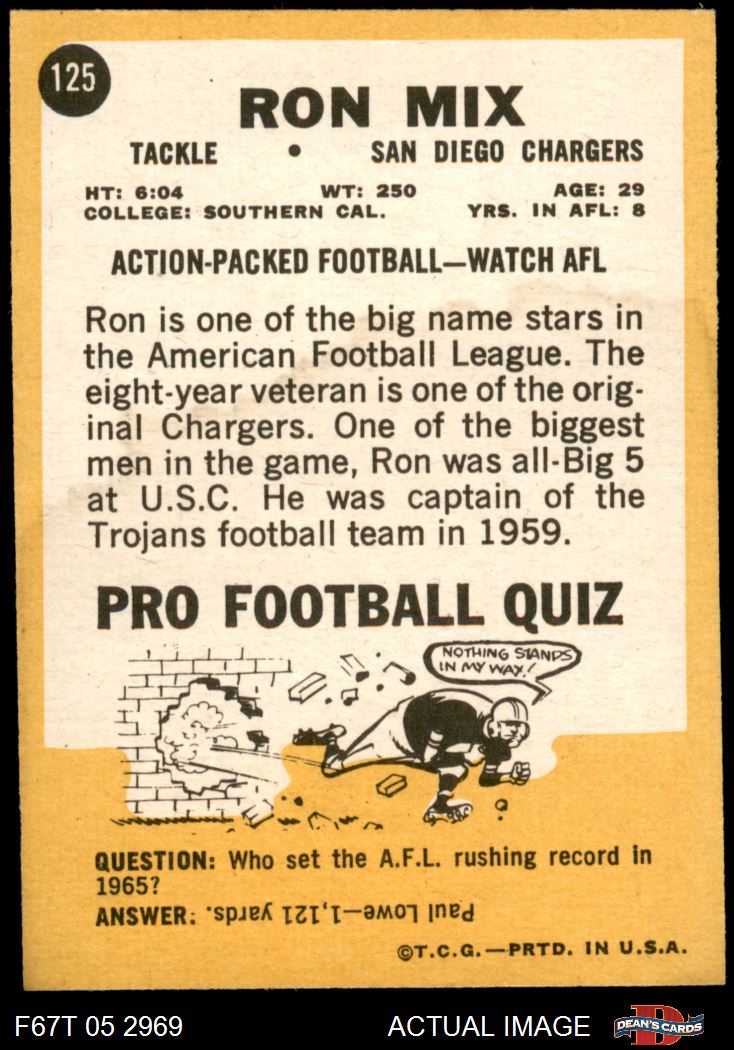 125
RON MIX
TACKLE • SAN DIEGO CHARGERS
HT: 6:04 WT: 250 AGE: 29
COLLEGE: SOUTHERN CAL. YRS. IN AFL: 8
ACTION-PACKED FOOTBALL—WATCH AFL
Ron is one of the big name stars in
the American Football League. The
eight-year veteran is one of the orig-
inal Chargers. One of the biggest
men in the game, Ron was all-Big 5
at U.S.C. He was captain of the
Trojans football team in 1959.
PRO FOOTBALL QUIZ
NOTHING STANDS
IN MY WAY!
QUESTION: Who set the A.F.L. rushing record in
1965?
ANSWER: Paul Lowe—1,121 yards.
©T.C.G.—PRTD. IN U.S.A.
F67T 05 2969 ACTUAL IMAGE D DEAN'S CARDS